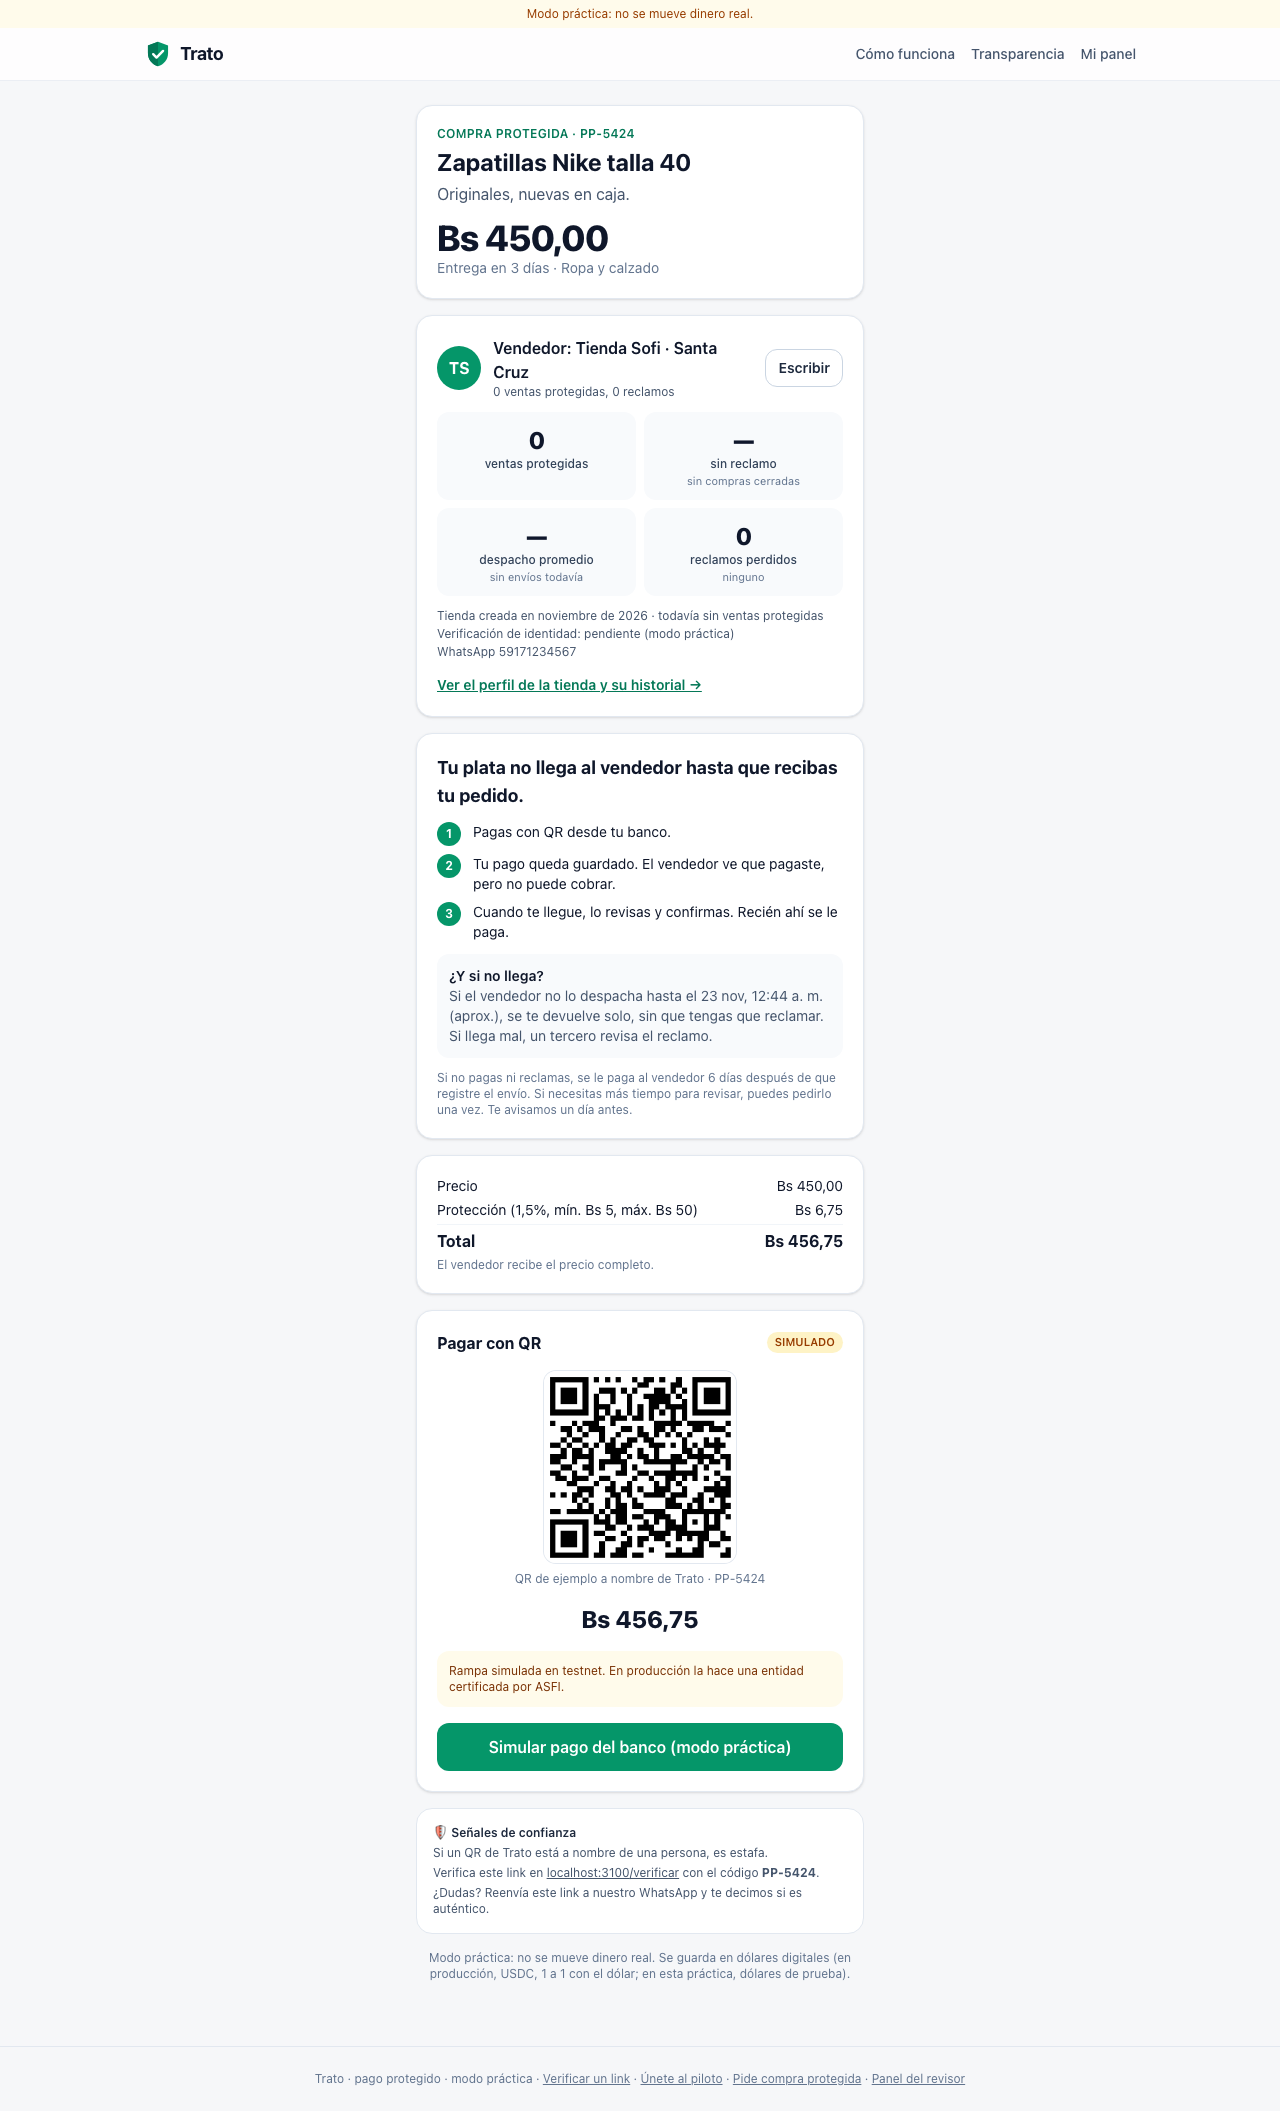 Modo práctica: no se mueve dinero real.
Trato
Cómo funciona
Transparencia
Mi panel
COMPRA PROTEGIDA · PP-5424
Zapatillas Nike talla 40
Originales, nuevas en caja.
Bs 450,00
Entrega en 3 días · Ropa y calzado
TS
Vendedor: Tienda Sofi · Santa
Cruz
0 ventas protegidas, 0 reclamos
Escribir
0
ventas protegidas
—
sin reclamo
sin compras cerradas
—
despacho promedio
sin envíos todavía
0
reclamos perdidos
ninguno
Tienda creada en noviembre de 2026 · todavía sin ventas protegidas
Verificación de identidad: pendiente (modo práctica)
WhatsApp 59171234567
Ver el perfil de la tienda y su historial →
Tu plata no llega al vendedor hasta que recibas
tu pedido.
1 Pagas con QR desde tu banco.
2 Tu pago queda guardado. El vendedor ve que pagaste,
pero no puede cobrar.
3 Cuando te llegue, lo revisas y confirmas. Recién ahí se le
paga.
¿Y si no llega?
Si el vendedor no lo despacha hasta el 23 nov, 12:44 a. m.
(aprox.), se te devuelve solo, sin que tengas que reclamar.
Si llega mal, un tercero revisa el reclamo.
Si no pagas ni reclamas, se le paga al vendedor 6 días después de que
registre el envío. Si necesitas más tiempo para revisar, puedes pedirlo
una vez. Te avisamos un día antes.
Precio Bs 450,00
Protección (1,5%, mín. Bs 5, máx. Bs 50) Bs 6,75
Total Bs 456,75
El vendedor recibe el precio completo.
Pagar con QR
SIMULADO
QR de ejemplo a nombre de Trato · PP-5424
Bs 456,75
Rampa simulada en testnet. En producción la hace una entidad
certificada por ASFI.
Simular pago del banco (modo práctica)
Señales de confianza
Si un QR de Trato está a nombre de una persona, es estafa.
Verifica este link en localhost:3100/verificar con el código PP-5424.
¿Dudas? Reenvía este link a nuestro WhatsApp y te decimos si es
auténtico.
Modo práctica: no se mueve dinero real. Se guarda en dólares digitales (en
producción, USDC, 1 a 1 con el dólar; en esta práctica, dólares de prueba).
Trato · pago protegido · modo práctica · Verificar un link · Únete al piloto · Pide compra protegida · Panel del revisor